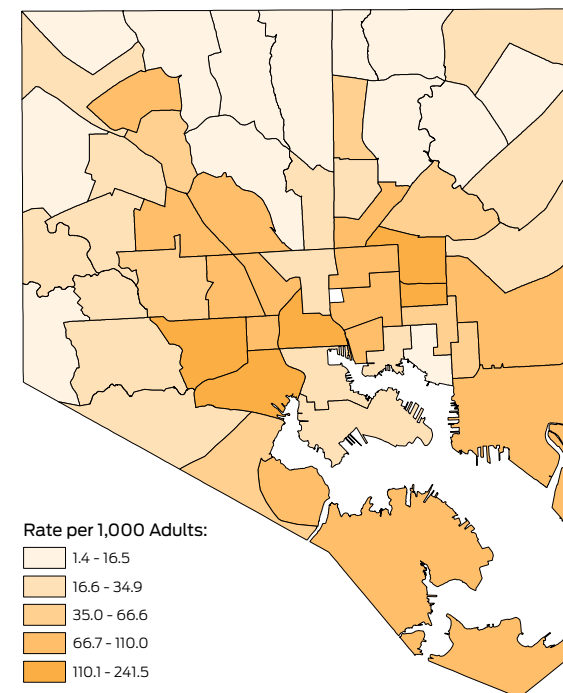 Rate per 1,000 Adults:
1.4 - 16.5
16.6 - 34.9
35.0 - 66.6
66.7 - 110.0
110.1 - 241.5